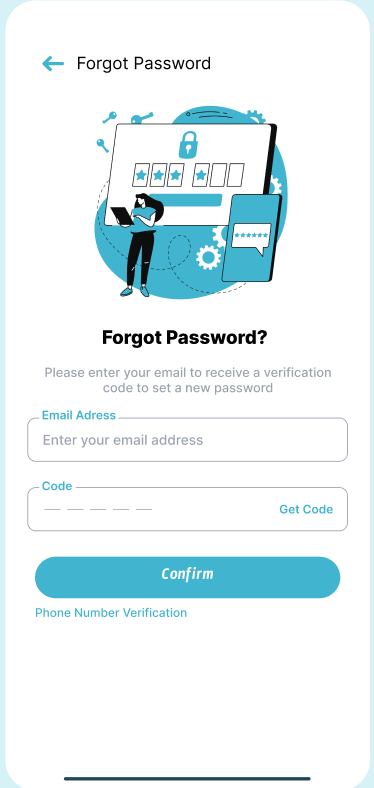 Forgot Password
Forgot Password?
Please enter your email to receive a verification
code to set a new password
Email Adress
Enter your email address
Code
Get Code
Confirm
Phone Number Verification